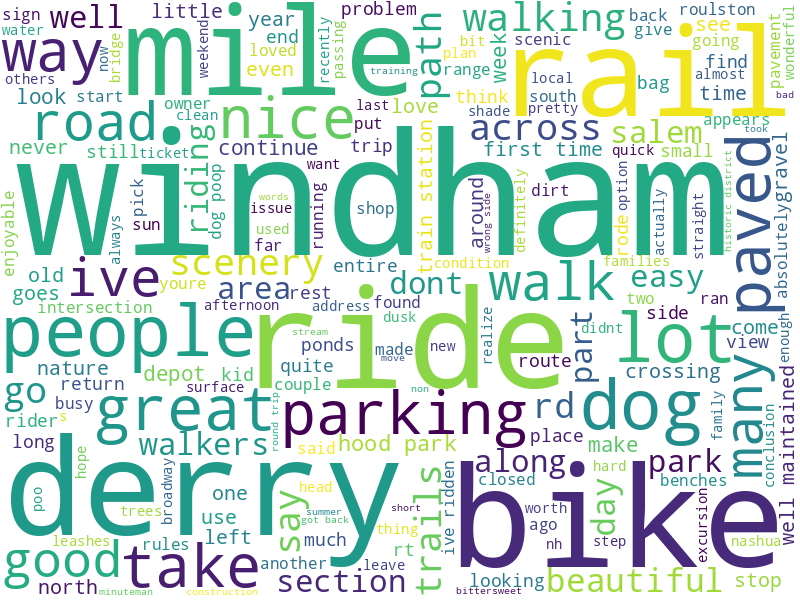 sign
well
little
problem
walking
back
roulston
water
way
mile
year
end
weekend
bridge
now
loved
recently
passing
path
week
give
see
scenic
going
pavement
wonderful
others
even
training
rail
range
local
find
almost
look
start
owner
clean
last
love
think
bit
plan
south
bag
time
road
nice
put
shade
pretty
bad
never
still
ticket
riding
dog poop
continue
trip
across
salem
appears
took
first time
small
quick
paved
gravel
absolutely
historic district
windham
enjoyable
always
pick
sun
words
issue
used
far
want
running
shop
train station
around
wrong side
definitely
dirt
rode
option
actually
straight
ive
scenery
youre
condition
families
old
goes
area
rest
entire
dont
walk
easy
two
ran
intersection
afternoon
address
found
side
people
ride
stream
dusk
realize
part
didnt
lot
come
view
enough
nature
ponds
made
new
route
crossing
go
return
depot
kid
quite
couple
move
busy
surface
non
many
rider
s
great
round trip
parking
rd
dog
family
conclusion
well maintained
long
walkers
said
hood park
place
make
hope
derry
broadway
along
closed
park
hard
benches
poo
trees
one
say
head
trails
ive ridden
bike
worth
day
excursion
use
summer
got back
short
ago
step
nashua
leashes
rules
left
much
thing
rt
nh
good
take
another
leave
looking
beautiful
stop
north
minuteman
construction
section
bittersweet